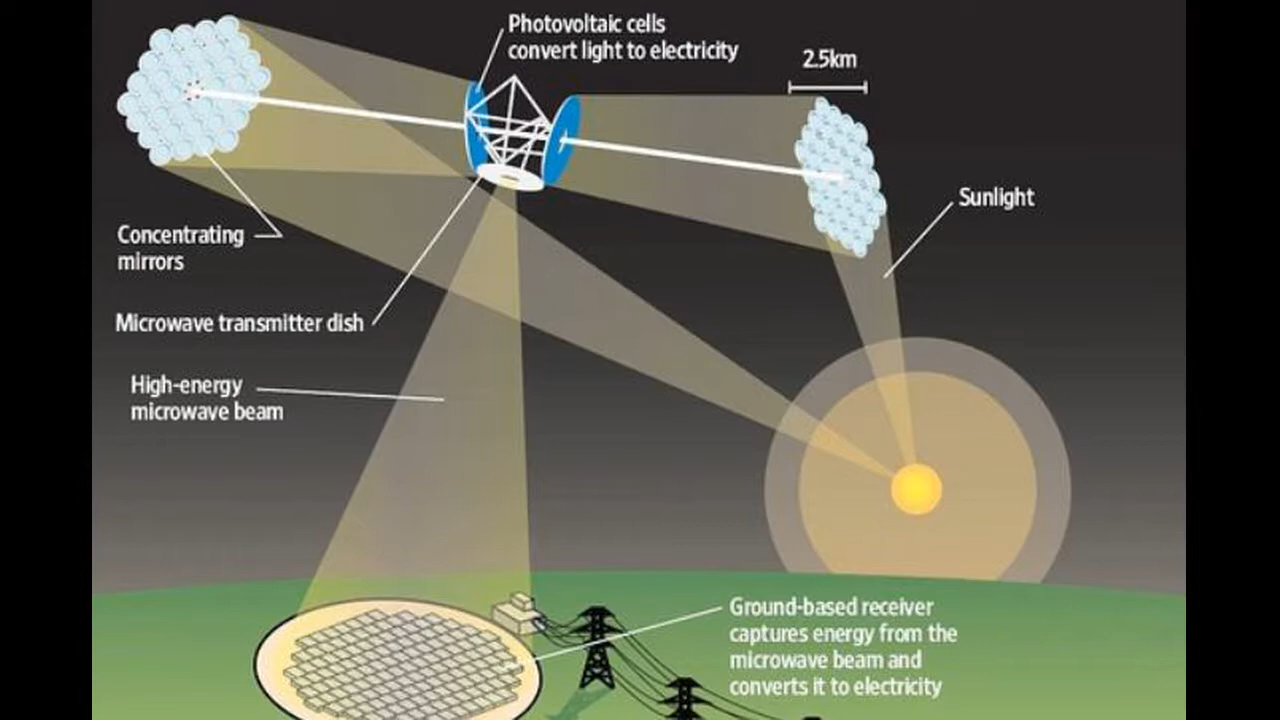 Photovoltaic cells
convert light to electricity
2.5km
Sunlight
Concentrating
mirrors
Microwave transmitter dish
High-energy
microwave beam
Ground-based receiver
captures energy from the
microwave beam and
converts it to electricity